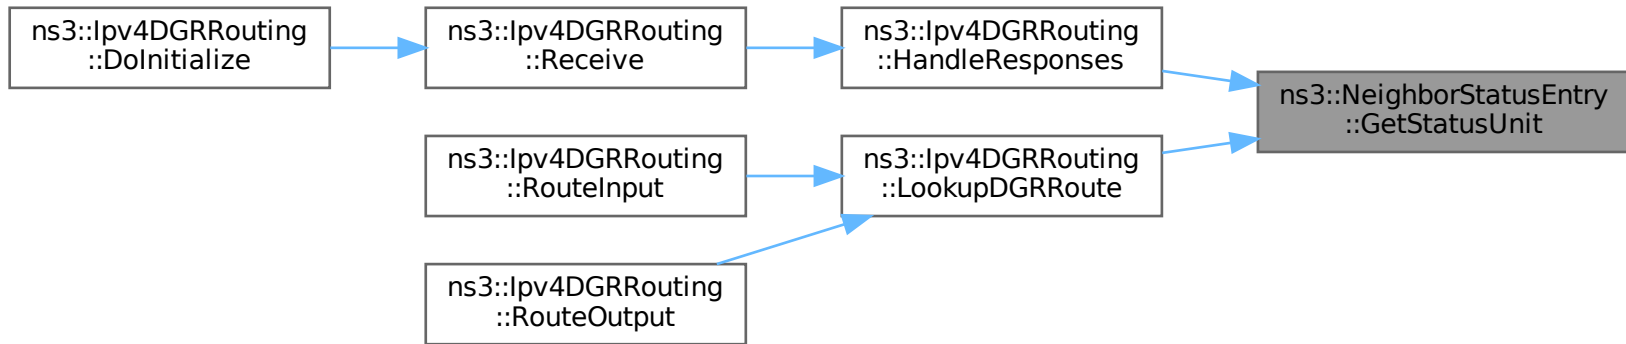 ns3::Ipv4DGRRouting
::DoInitialize
ns3::Ipv4DGRRouting
::Receive
ns3::Ipv4DGRRouting
::HandleResponses
ns3::NeighborStatusEntry
::GetStatusUnit
ns3::Ipv4DGRRouting
::RouteInput
ns3::Ipv4DGRRouting
::LookupDGRRoute
ns3::Ipv4DGRRouting
::RouteOutput